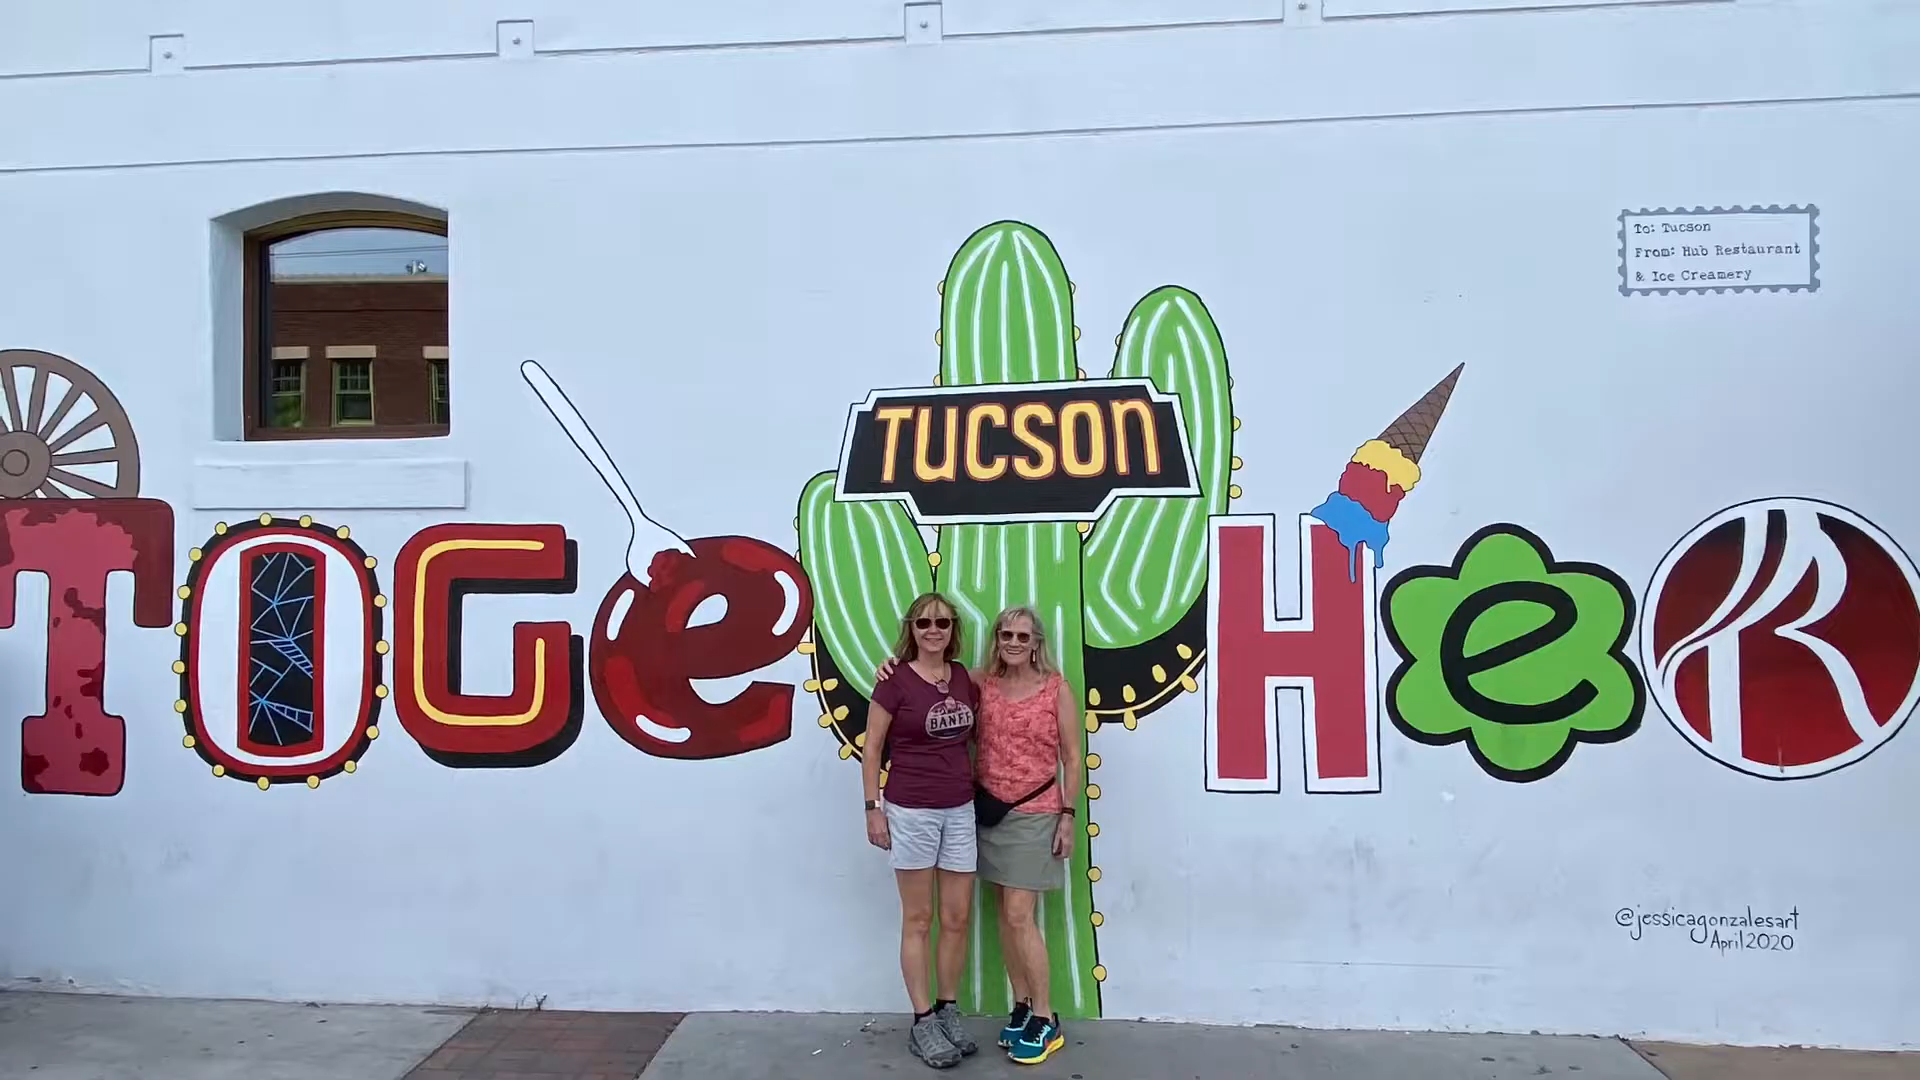 To: Tucson
From: Hub Restaurant
& Ice Creamery
TUCSON
TOGETHER
BANFF
@jessicagonzalesart
April 2020